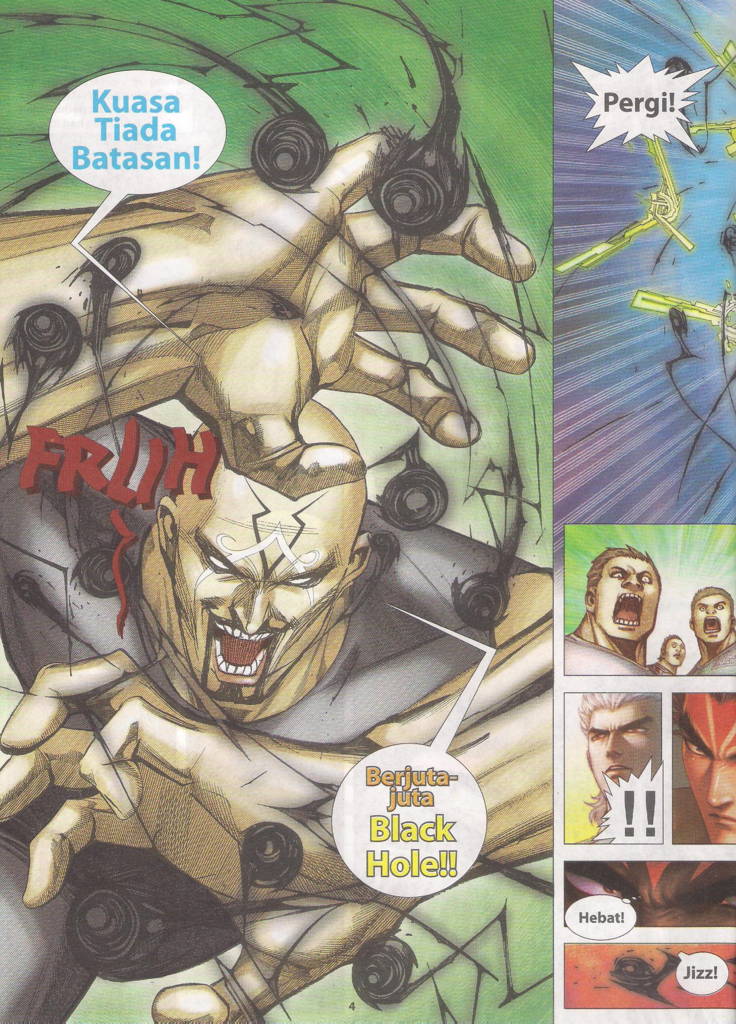 Kuasa
Tiada
Batasan!
FRUH
Berjuta-
juta
Black
Hole!!
4
Pergi!
!!
Hebat!
Jizz!